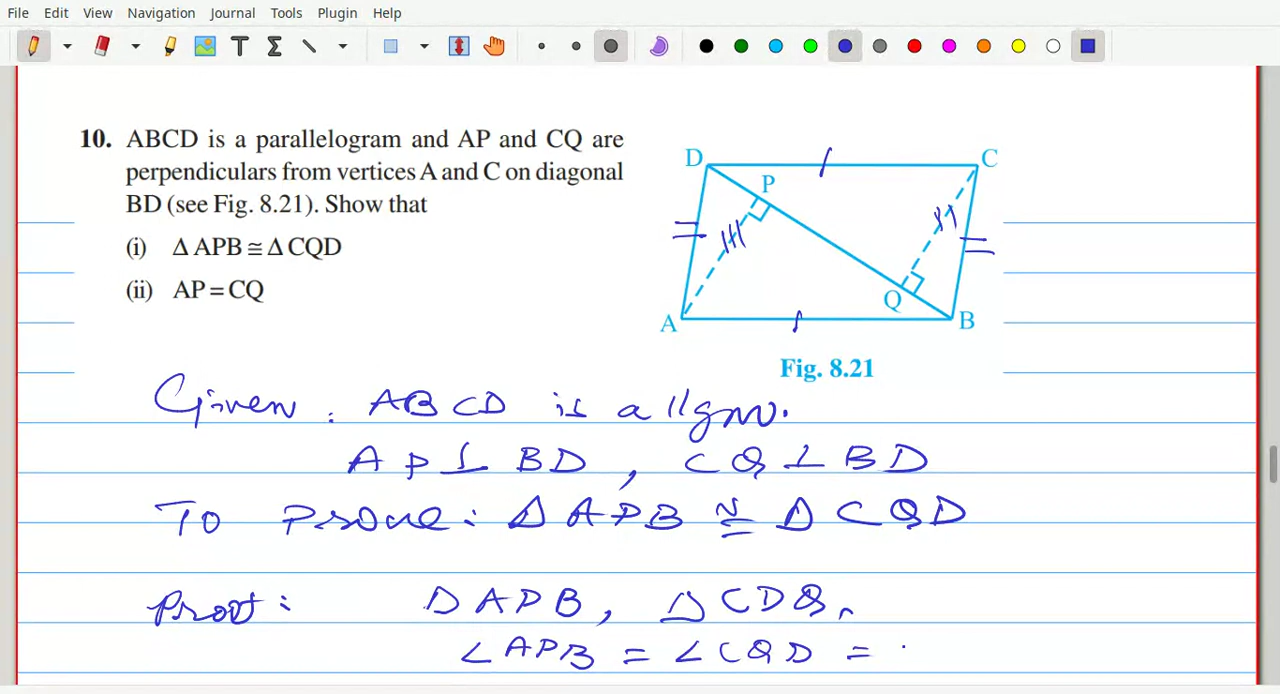 File Edit View Navigation Journal Tools Plugin Help
10. ABCD is a parallelogram and AP and CQ are
perpendiculars from vertices A and C on diagonal
BD (see Fig. 8.21). Show that
(i) Δ APB ≅ Δ CQD
(ii) AP = CQ
D
C
P
Q
A
B
Fig. 8.21
Given : ABCD is a ||gm.
AP ⊥ BD , CQ ⊥ BD
To Prove : Δ APB ≅ Δ CQD
Proof : Δ APB, Δ CDQ,
∠APB = ∠CQD =